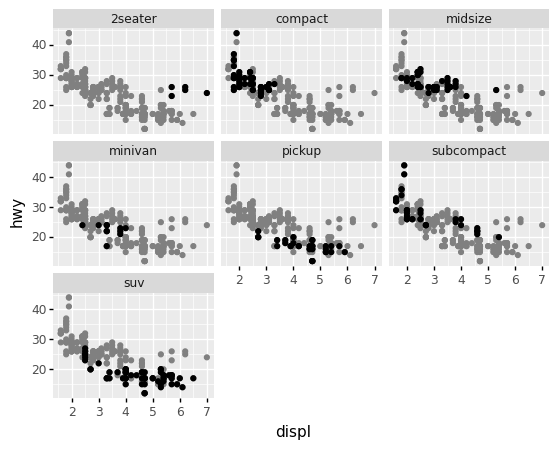 2seater compact midsize
40
30
20
minivan pickup subcompact
40
30
20
2 3 4 5 6 7 2 3 4 5 6 7
suv
40
30
20
2 3 4 5 6 7
hwy
displ